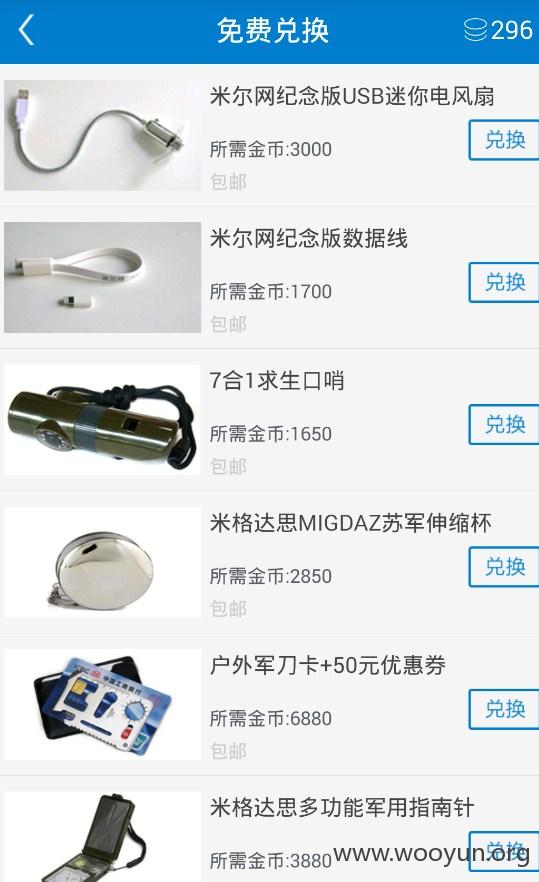 免费兑换
296
米尔网纪念版USB迷你电风扇
所需金币:3000
兑换
包邮
米尔网纪念版数据线
所需金币:1700
兑换
包邮
7合1求生口哨
所需金币:1650
兑换
包邮
米格达思MIGDAZ苏军伸缩杯
所需金币:2850
兑换
包邮
户外军刀卡+50元优惠券
所需金币:6880
兑换
包邮
中国工商银行
米格达思多功能军用指南针
所需金币:3880
兑换
www.wooyun.org